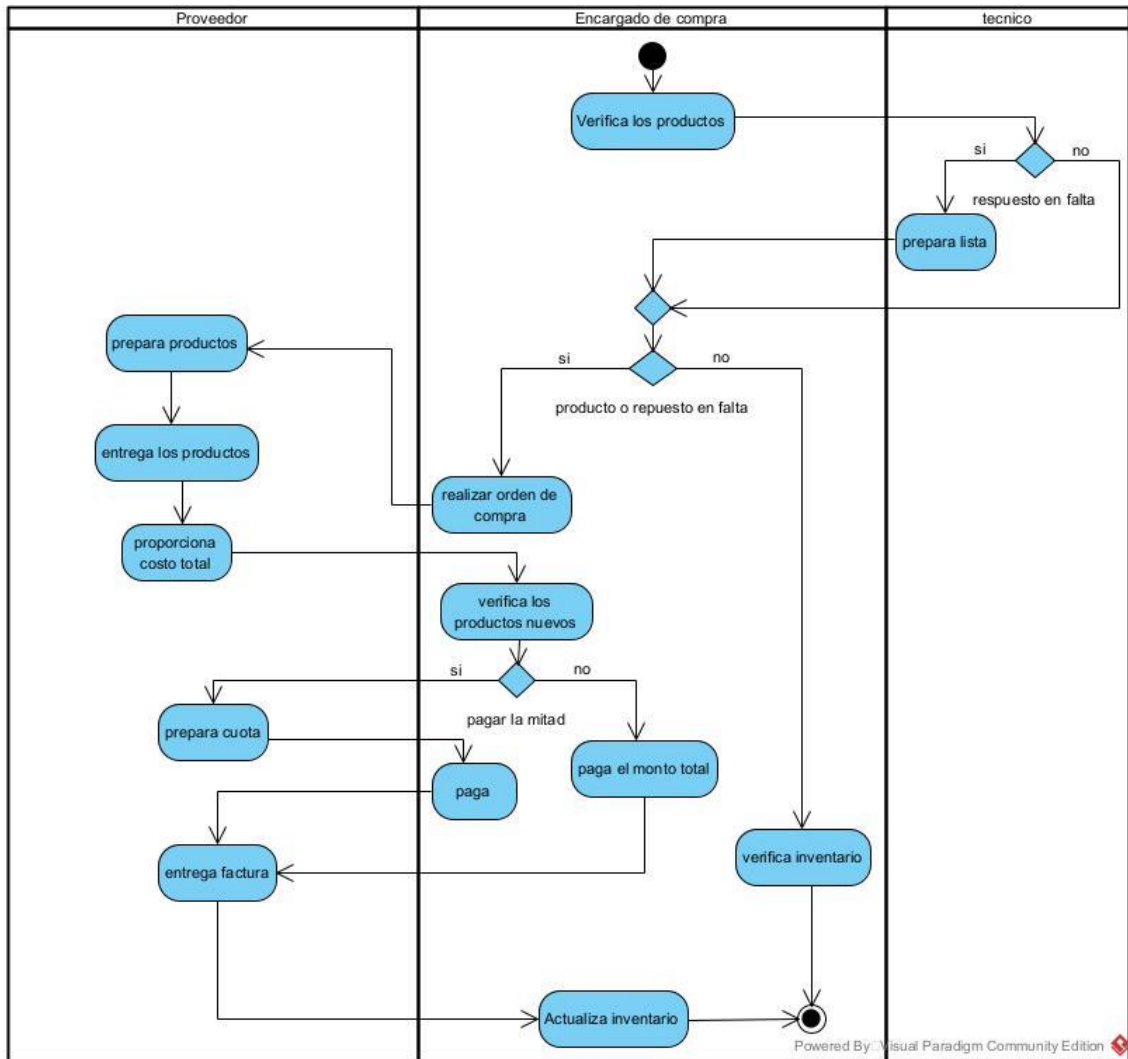 Proveedor
Encargado de compra
tecnico
Verifica los productos
si
no
respuesto en falta
prepara lista
prepara productos
si
no
producto o repuesto en falta
entrega los productos
realizar orden de
compra
proporciona
costo total
verifica los
productos nuevos
si
no
pagar la mitad
prepara cuota
paga el monto total
paga
verifica inventario
entrega factura
Actualiza inventario
Powered By Visual Paradigm Community Edition